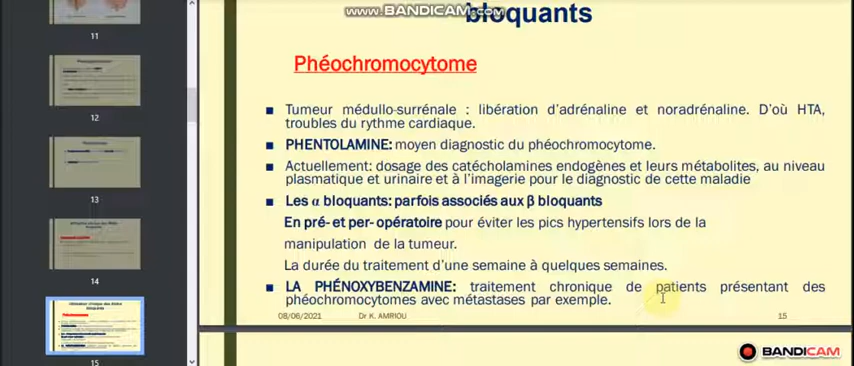 www.BANDICAM.com
bloquants
Phéochromocytome
11
■ Tumeur médullo-surrénale : libération d'adrénaline et noradrénaline. D'où HTA,
troubles du rythme cardiaque.
12
■ PHENTOLAMINE: moyen diagnostic du phéochromocytome.
■ Actuellement: dosage des catécholamines endogènes et leurs métabolites, au niveau
plasmatique et urinaire et à l'imagerie pour le diagnostic de cette maladie
13
■ Les α bloquants: parfois associés aux β bloquants
En pré- et per- opératoire pour éviter les pics hypertensifs lors de la
manipulation de la tumeur.
La durée du traitement d'une semaine à quelques semaines.
14
■ LA PHÉNOXYBENZAMINE: traitement chronique de patients présentant des
phéochromocytomes avec métastases par exemple.
08/06/2021 Dr K. AMRIOU 15
15
BANDICAM